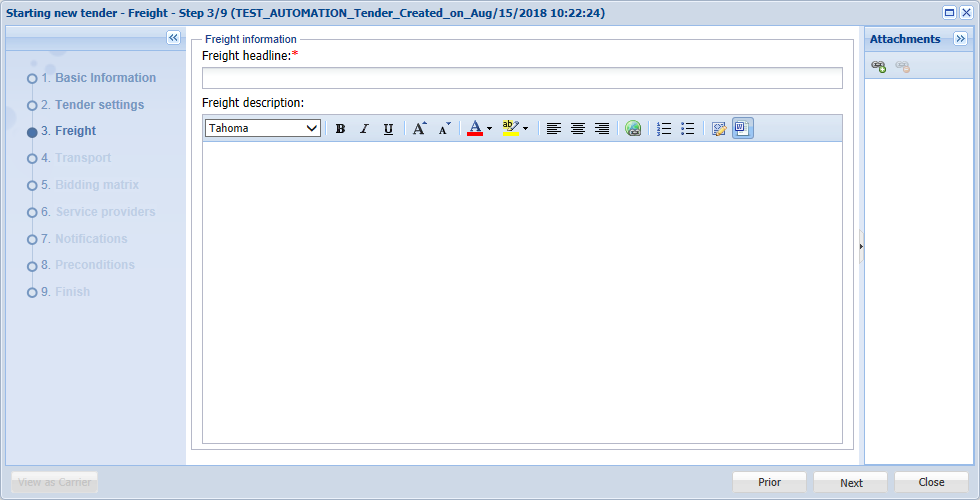 Starting new tender - Freight - Step 3/9 (TEST_AUTOMATION_Tender_Created_on_Aug/15/2018 10:22:24)
1. Basic Information
2. Tender settings
3. Freight
4. Transport
5. Bidding matrix
6. Service providers
7. Notifications
8. Preconditions
9. Finish
Freight information
Freight headline:*
Freight description:
Tahoma B I U A A A ab
Attachments
View as Carrier
Prior Next Close